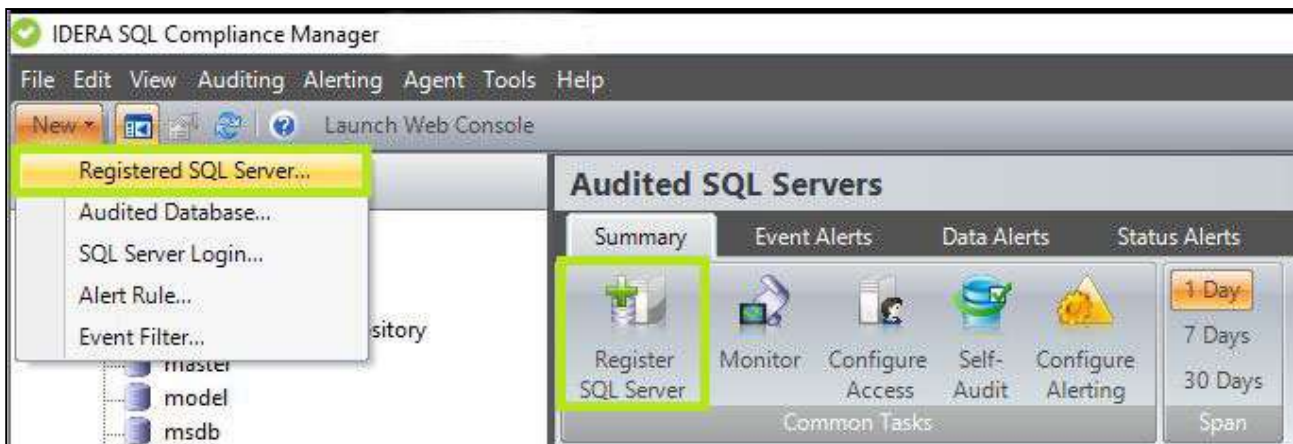 IDERA SQL Compliance Manager
File Edit View Auditing Alerting Agent Tools Help
New Launch Web Console
Registered SQL Server...
Audited Database...
SQL Server Login...
Alert Rule...
Event Filter...
sitory
master
model
msdb
Audited SQL Servers
Summary Event Alerts Data Alerts Status Alerts
Register Monitor Configure Self- Configure
SQL Server Access Audit Alerting
Common Tasks
1 Day
7 Days
30 Days
Span